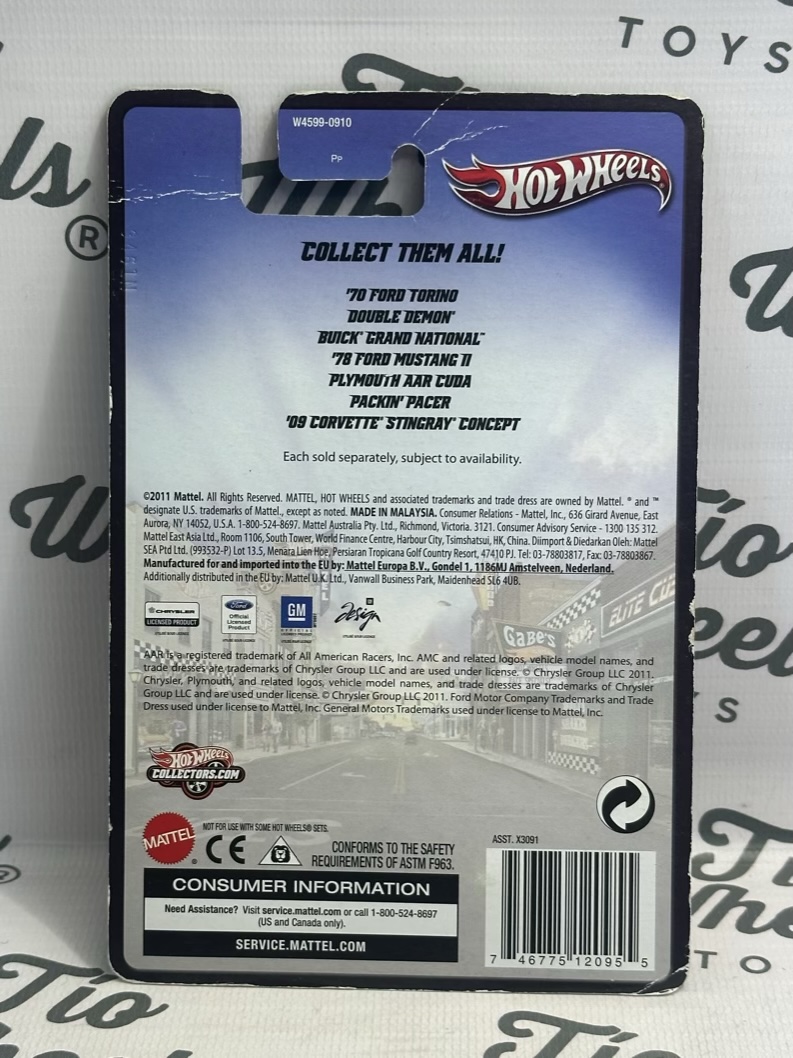 TOYS
W4599-0910
PP
HOT WHEELS
els
®
COLLECT THEM ALL!
'70 FORD TORINO
DOUBLE DEMON™
BUICK® GRAND NATIONAL™
'78 FORD MUSTANG II
PLYMOUTH AAR CUDA
PACKIN' PACER
'09 CORVETTE® STINGRAY® CONCEPT
Each sold separately, subject to availability.
©2011 Mattel. All Rights Reserved. MATTEL, HOT WHEELS and associated trademarks and trade dress are owned by Mattel. ® and ™
designate U.S. trademarks of Mattel, except as noted. MADE IN MALAYSIA. Consumer Relations - Mattel, Inc., 636 Girard Avenue, East
Aurora, NY 14052, U.S.A. 1-800-524-8697. Mattel Australia Pty. Ltd., Richmond, Victoria. 3121. Consumer Advisory Service - 1300 135 312.
Mattel East Asia Ltd., Room 1106, South Tower, World Finance Centre, Harbour City, Tsimshatsui, HK, China. Diimport & Diedarkan Oleh: Mattel
SEA Ptd Ltd. (993532-P) Lot 13.5, Menara Lien Hoe, Persiaran Tropicana Golf Country Resort, 47410 PJ. Tel: 03-78803817, Fax: 03-78803867.
Manufactured for and imported into the EU by: Mattel Europa B.V., Gondel 1, 1186MJ Amstelveen, Nederland.
Additionally distributed in the EU by: Mattel U.K. Ltd., Vanwall Business Park, Maidenhead SL6 4UB.
CHRYSLER
LICENSED PRODUCT
Ford
Official
Licensed
Product
GM
OFFICIAL
Design
GABE'S
ELITE CU
AAR is a registered trademark of All American Racers, Inc. AMC and related logos, vehicle model names, and
trade dresses are trademarks of Chrysler Group LLC and are used under license. © Chrysler Group LLC 2011.
Chrysler, Plymouth, and related logos, vehicle model names, and trade dresses are trademarks of Chrysler
Group LLC and are used under license. © Chrysler Group LLC 2011. Ford Motor Company Trademarks and Trade
Dress used under license to Mattel, Inc. General Motors Trademarks used under license to Mattel, Inc.
HOT WHEELS
COLLECTORS.COM
MATTEL
NOT FOR USE WITH SOME HOT WHEELS® SETS.
CE
CONFORMS TO THE SAFETY
REQUIREMENTS OF ASTM F963.
ASST. X3091
CONSUMER INFORMATION
Need Assistance? Visit service.mattel.com or call 1-800-524-8697
(US and Canada only).
SERVICE.MATTEL.COM
7 46775 12095 5
Tío
TO